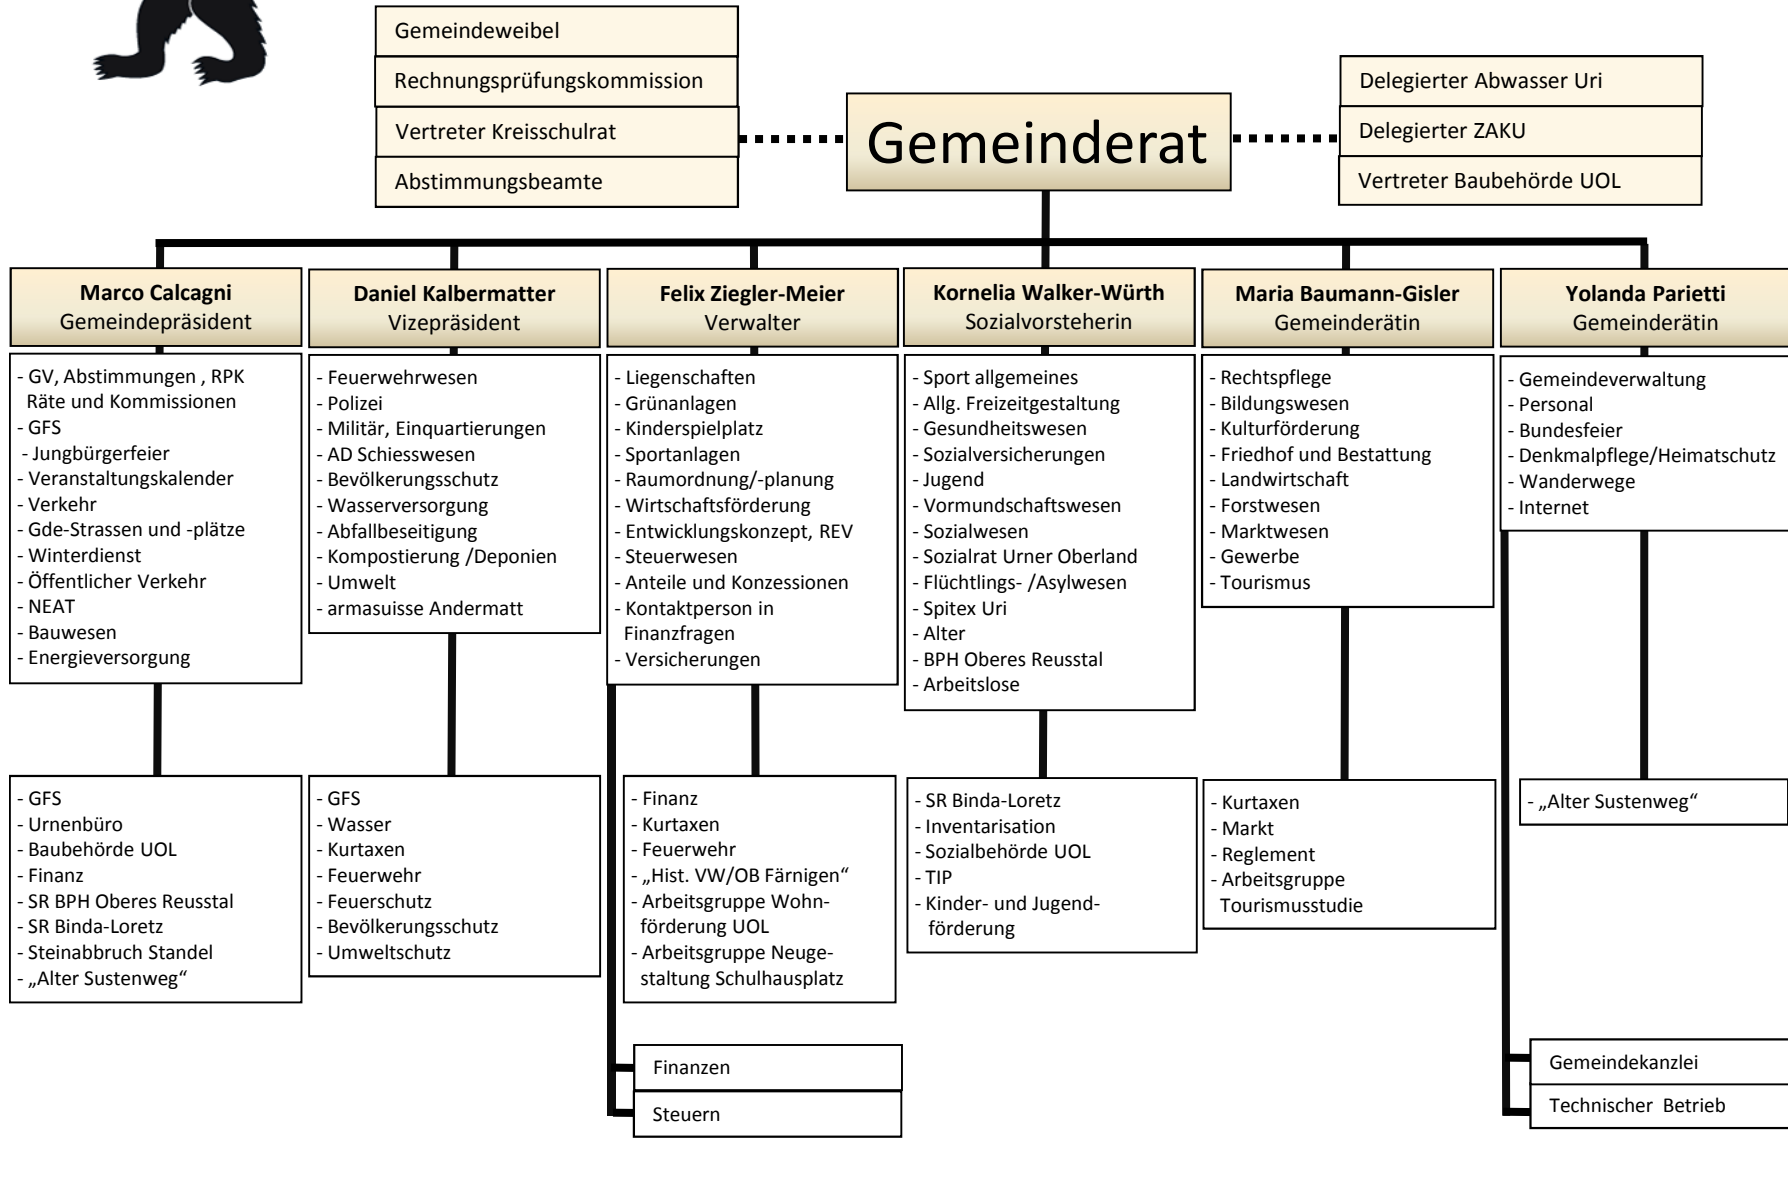 Gemeindeweibel
Rechnungsprüfungskommission
Vertreter Kreisschulrat
Abstimmungsbeamte
Gemeinderat
Delegierter Abwasser Uri
Delegierter ZAKU
Vertreter Baubehörde UOL
Marco Calcagni
Gemeindepräsident
- GV, Abstimmungen , RPK
Räte und Kommissionen
- GFS
- Jungbürgerfeier
- Veranstaltungskalender
- Verkehr
- Gde-Strassen und -plätze
- Winterdienst
- Öffentlicher Verkehr
- NEAT
- Bauwesen
- Energieversorgung
- GFS
- Urnenbüro
- Baubehörde UOL
- Finanz
- SR BPH Oberes Reusstal
- SR Binda-Loretz
- Steinabbruch Standel
- „Alter Sustenweg“
Daniel Kalbermatter
Vizepräsident
- Feuerwehrwesen
- Polizei
- Militär, Einquartierungen
- AD Schiesswesen
- Bevölkerungsschutz
- Wasserversorgung
- Abfallbeseitigung
- Kompostierung /Deponien
- Umwelt
- armasuisse Andermatt
- GFS
- Wasser
- Kurtaxen
- Feuerwehr
- Feuerschutz
- Bevölkerungsschutz
- Umweltschutz
Felix Ziegler-Meier
Verwalter
- Liegenschaften
- Grünanlagen
- Kinderspielplatz
- Sportanlagen
- Raumordnung/-planung
- Wirtschaftsförderung
- Entwicklungskonzept, REV
- Steuerwesen
- Anteile und Konzessionen
- Kontaktperson in
Finanzfragen
- Versicherungen
- Finanz
- Kurtaxen
- Feuerwehr
- „Hist. VW/OB Färnigen“
- Arbeitsgruppe Wohn-
förderung UOL
- Arbeitsgruppe Neuge-
staltung Schulhausplatz
Finanzen
Steuern
Kornelia Walker-Würth
Sozialvorsteherin
- Sport allgemeines
- Allg. Freizeitgestaltung
- Gesundheitswesen
- Sozialversicherungen
- Jugend
- Vormundschaftswesen
- Sozialwesen
- Sozialrat Urner Oberland
- Flüchtlings- /Asylwesen
- Spitex Uri
- Alter
- BPH Oberes Reusstal
- Arbeitslose
- SR Binda-Loretz
- Inventarisation
- Sozialbehörde UOL
- TIP
- Kinder- und Jugend-
förderung
Maria Baumann-Gisler
Gemeinderätin
- Rechtspflege
- Bildungswesen
- Kulturförderung
- Friedhof und Bestattung
- Landwirtschaft
- Forstwesen
- Marktwesen
- Gewerbe
- Tourismus
- Kurtaxen
- Markt
- Reglement
- Arbeitsgruppe
Tourismusstudie
Yolanda Parietti
Gemeinderätin
- Gemeindeverwaltung
- Personal
- Bundesfeier
- Denkmalpflege/Heimatschutz
- Wanderwege
- Internet
- „Alter Sustenweg“
Gemeindekanzlei
Technischer Betrieb